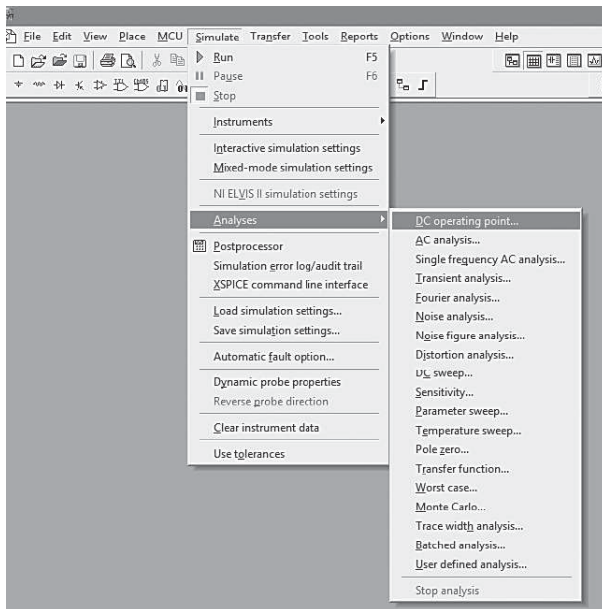 File Edit View Place MCU Simulate Transfer Tools Reports Options Window Help
Run F5
Pause F6
Stop
Instruments
Interactive simulation settings
Mixed-mode simulation settings
NI ELVIS II simulation settings
Analyses
Postprocessor
Simulation error log/audit trail
XSPICE command line interface
Load simulation settings...
Save simulation settings...
Automatic fault option...
Dynamic probe properties
Reverse probe direction
Clear instrument data
Use tolerances
DC operating point...
AC analysis...
Single frequency AC analysis...
Transient analysis...
Fourier analysis...
Noise analysis...
Noise figure analysis...
Distortion analysis...
DC sweep...
Sensitivity...
Parameter sweep...
Temperature sweep...
Pole zero...
Transfer function...
Worst case...
Monte Carlo...
Trace width analysis...
Batched analysis...
User defined analysis...
Stop analysis